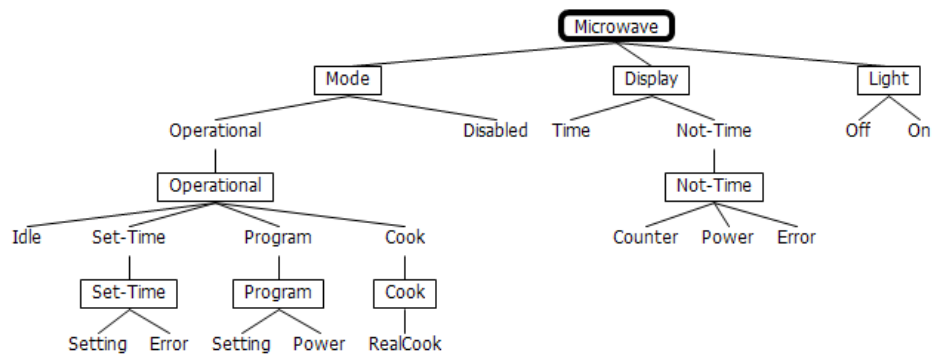 Microwave
Mode Display Light
Operational Disabled Time Not-Time Off On
Operational Not-Time
Idle Set-Time Program Cook Counter Power Error
Set-Time Program Cook
Setting Error Setting Power RealCook